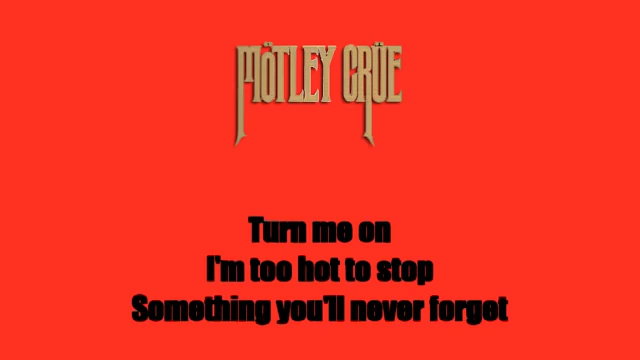 MÖTLEY CRÜE
Turn me on
I'm too hot to stop
Something you'll never forget